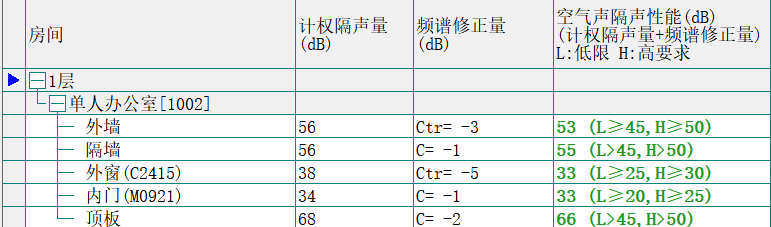 房间
计权隔声量
(dB)
频谱修正量
(dB)
空气声隔声性能(dB)
(计权隔声量+频谱修正量)
L:低限 H:高要求
1层
单人办公室[1002]
外墙 56 Ctr= -3 53 (L≥45,H≥50)
隔墙 56 C= -1 55 (L>45,H>50)
外窗(C2415) 38 Ctr= -5 33 (L≥25,H≥30)
内门(M0921) 34 C= -1 33 (L≥20,H≥25)
顶板 68 C= -2 66 (L>45,H>50)